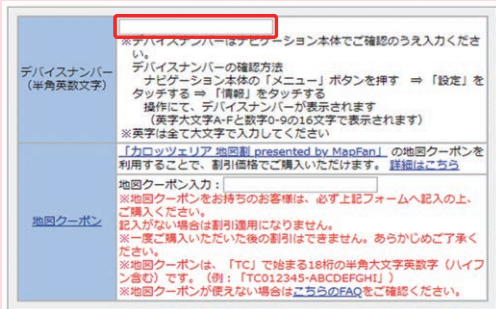 ※デバイスナンバーはナビゲーション本体でご確認のうえ入力くださ
い。
デバイスナンバーの確認方法
ナビゲーション本体の「メニュー」ボタンを押す ⇒ 「設定」を
タッチする ⇒ 「情報」をタッチする
操作にて、デバイスナンバーが表示されます
（英字大文字A-Fと数字0-9の16文字で表示されます）
※英字は全て大文字で入力してください
デバイスナンバー
（半角英数文字）
「カロッツェリア 地図割 presented by MapFan」 の地図クーポンを
利用することで、割引価格でご購入いただけます。 詳細はこちら
地図クーポン
地図クーポン入力：
※地図クーポンをお持ちのお客様は、必ず上記フォームへ記入の上、
ご購入ください。
記入がない場合は割引適用になりません。
※一度ご購入いただいた後の割引はできません。あらかじめご了承く
ださい。
※地図クーポンは、「TC」で始まる18桁の半角大文字英数字（ハイフ
ン含む）です。（例：「TC012345-ABCDEFGHI」）
※地図クーポンが使えない場合はこちらのFAQをご確認ください。